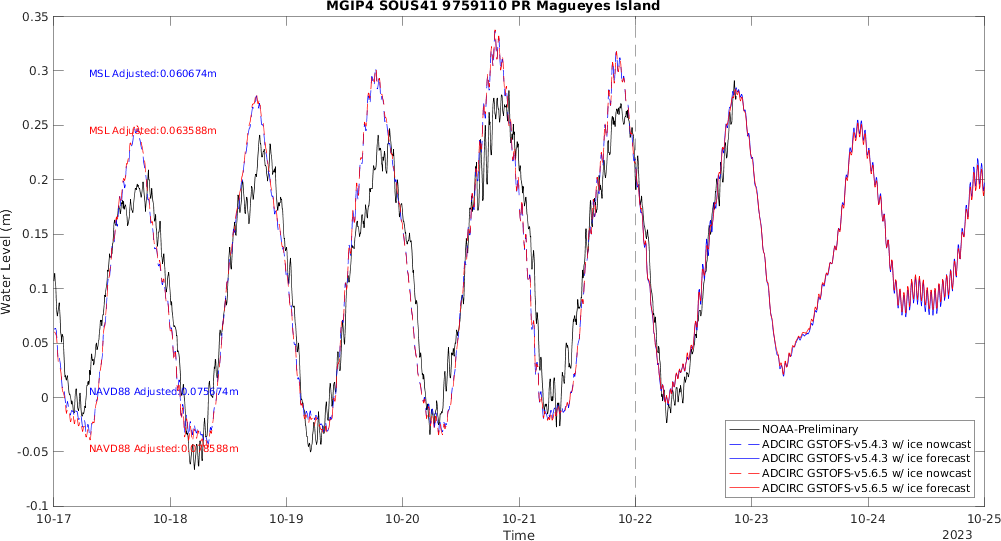 MGIP4 SOUS41 9759110 PR Magueyes Island
0.35
0.3
0.25
0.2
0.15
0.1
0.05
0
-0.05
-0.1
Water Level (m)
MSL Adjusted:0.060674m
MSL Adjusted:0.063588m
NAVD88 Adjusted:0.075674m
NAVD88 Adjusted:0.078588m
NOAA-Preliminary
ADCIRC GSTOFS-v5.4.3 w/ ice nowcast
ADCIRC GSTOFS-v5.4.3 w/ ice forecast
ADCIRC GSTOFS-v5.6.5 w/ ice nowcast
ADCIRC GSTOFS-v5.6.5 w/ ice forecast
10-17 10-18 10-19 10-20 10-21 10-22 10-23 10-24 10-25
Time
2023